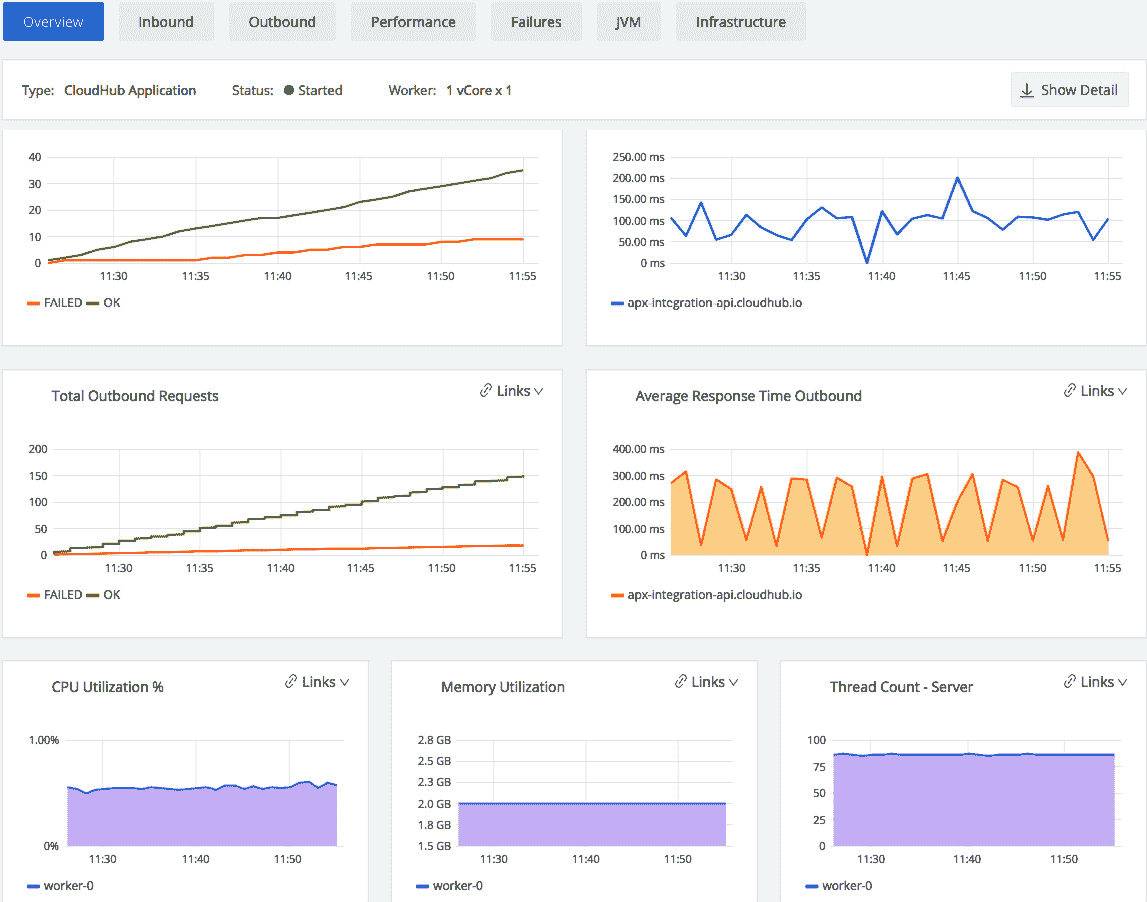 Overview Inbound Outbound Performance Failures JVM Infrastructure
Type: CloudHub Application Status: Started Worker: 1 vCore x 1 Show Detail
40
30
20
10
0
11:30 11:35 11:40 11:45 11:50 11:55
FAILED OK
250.00 ms
200.00 ms
150.00 ms
100.00 ms
50.00 ms
0 ms
11:30 11:35 11:40 11:45 11:50 11:55
apx-integration-api.cloudhub.io
Total Outbound Requests Links
200
150
100
50
0
11:30 11:35 11:40 11:45 11:50 11:55
FAILED OK
Average Response Time Outbound Links
400.00 ms
300.00 ms
200.00 ms
100.00 ms
0 ms
11:30 11:35 11:40 11:45 11:50 11:55
apx-integration-api.cloudhub.io
CPU Utilization % Links
1.00%
0%
11:30 11:40 11:50
worker-0
Memory Utilization Links
2.8 GB
2.5 GB
2.3 GB
2.0 GB
1.8 GB
1.5 GB
11:30 11:40 11:50
worker-0
Thread Count - Server Links
100
75
50
25
0
11:30 11:40 11:50
worker-0